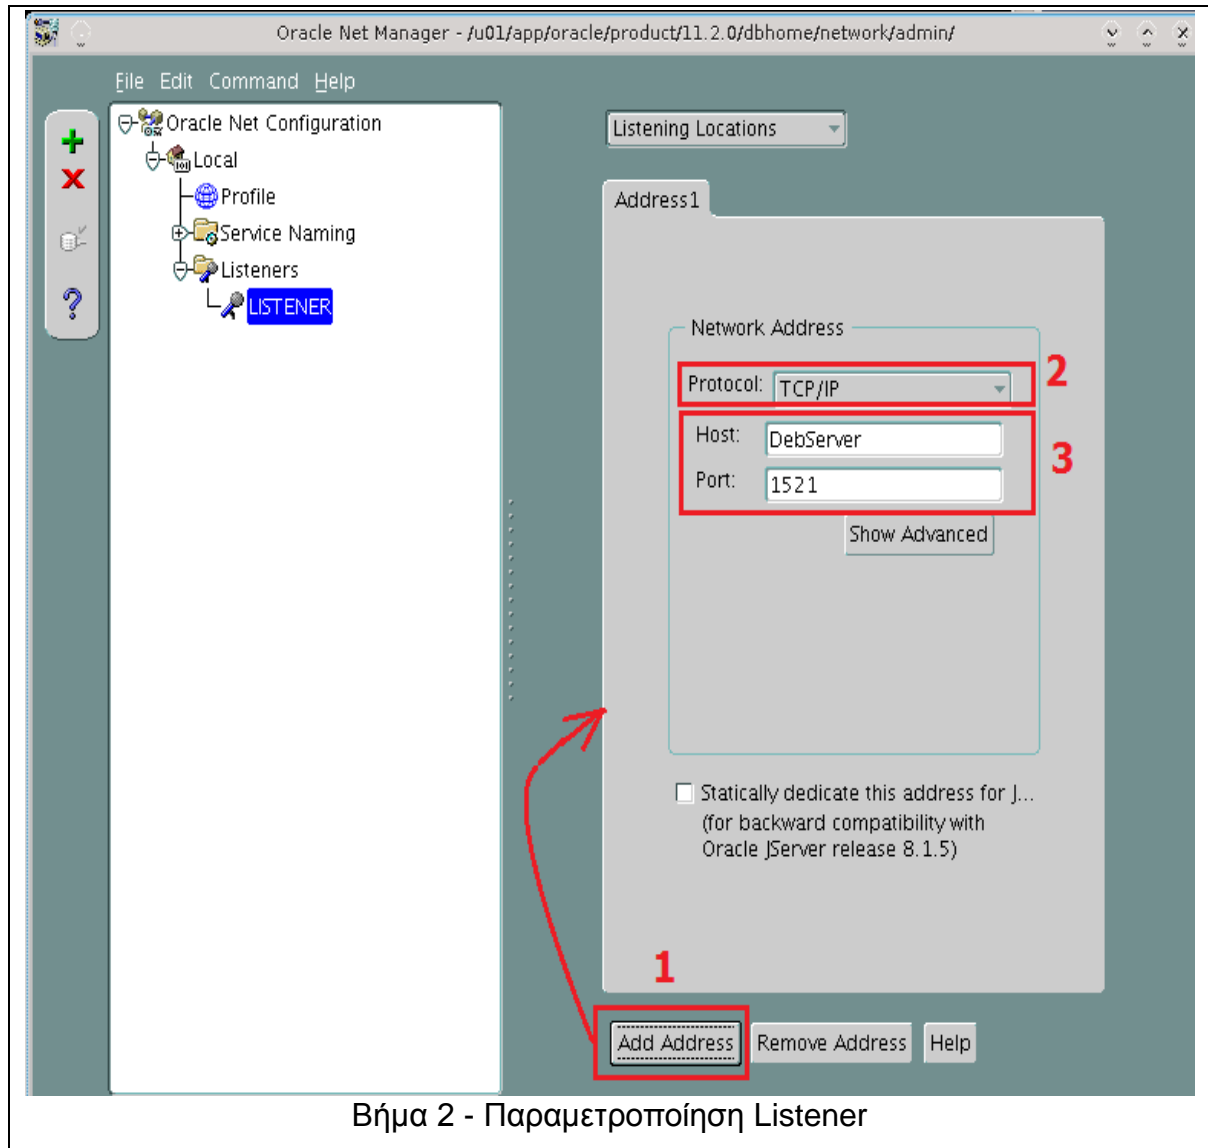 Oracle Net Manager - /u01/app/oracle/product/11.2.0/dbhome/network/admin/
File Edit Command Help
Oracle Net Configuration
Local
Profile
Service Naming
Listeners
LISTENER
Listening Locations
Address1
Network Address
Protocol: TCP/IP
2
Host: DebServer
Port: 1521
3
Show Advanced
Statically dedicate this address for J...
(for backward compatibility with
Oracle JServer release 8.1.5)
1
Add Address Remove Address Help
Βήμα 2 - Παραμετροποίηση Listener